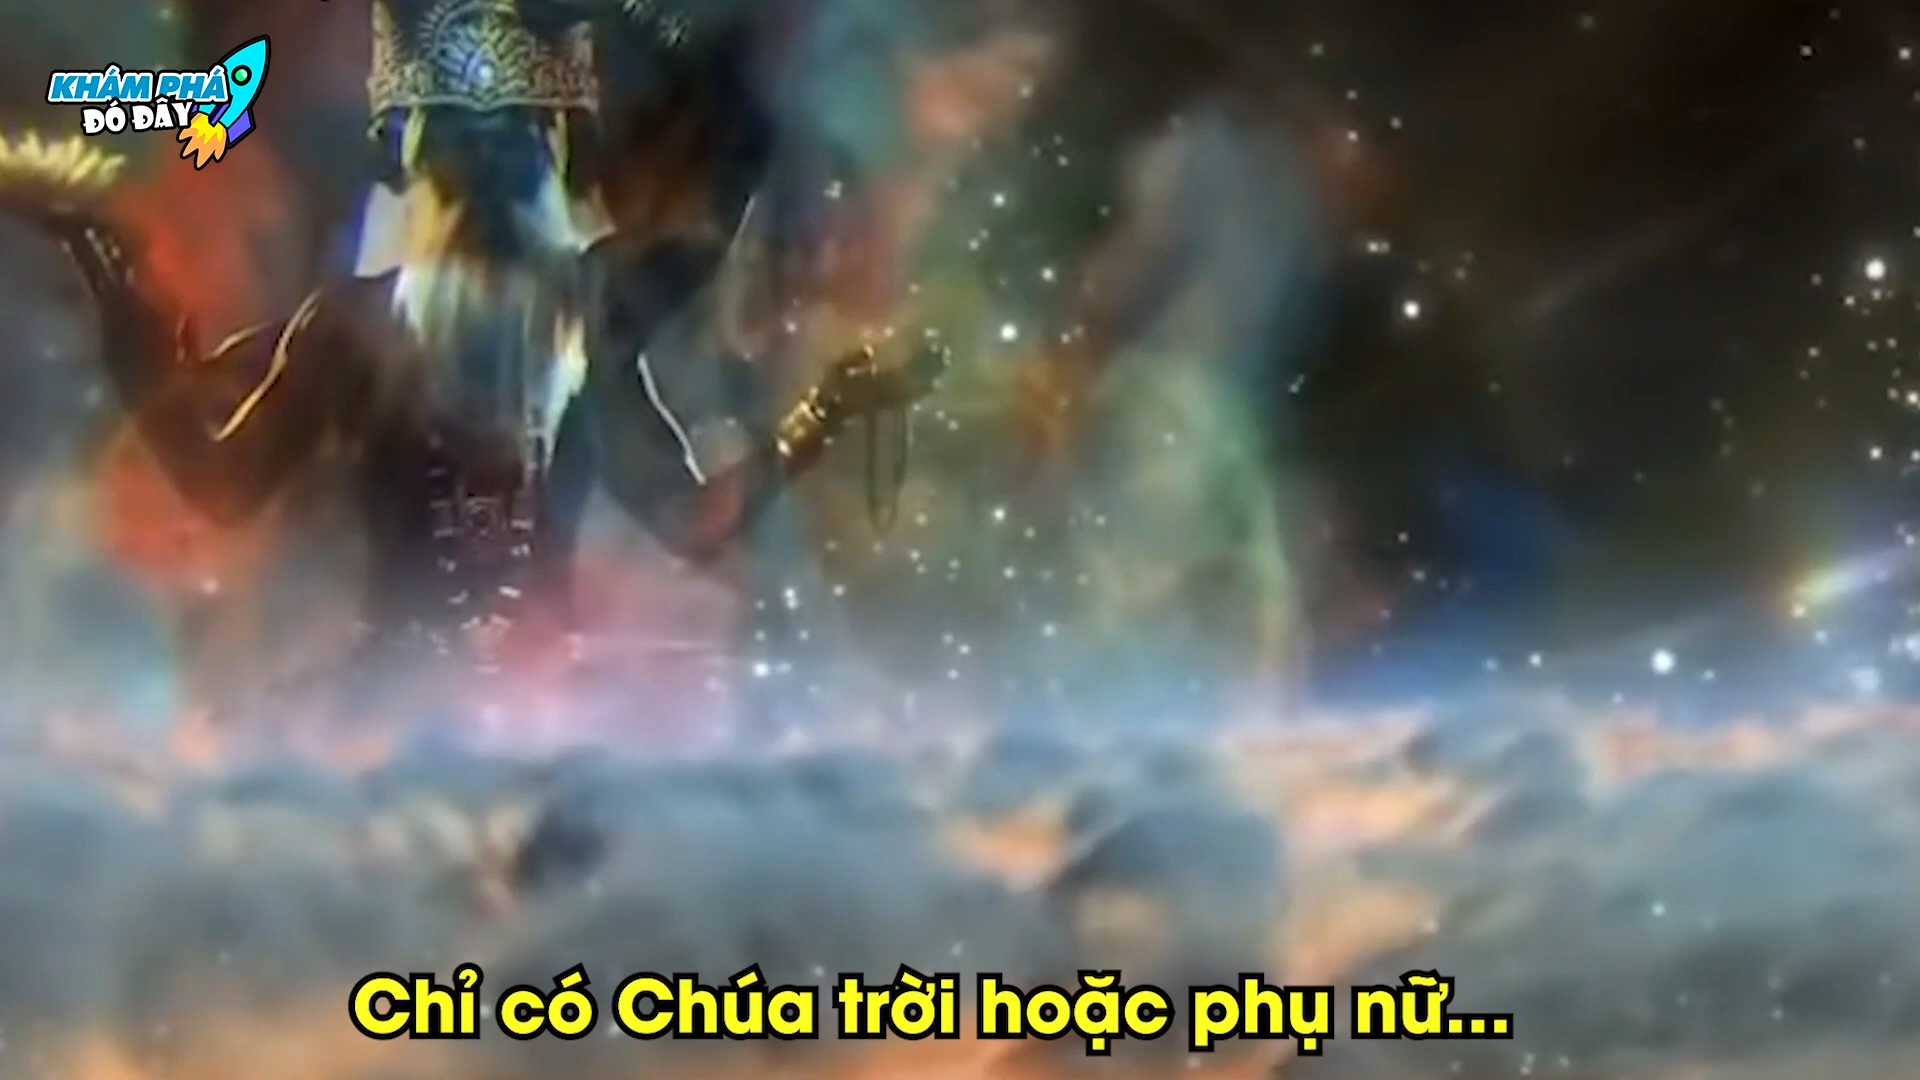 KHÁM PHÁ
ĐÓ ĐÂY
Chỉ có Chúa trời hoặc phụ nữ...